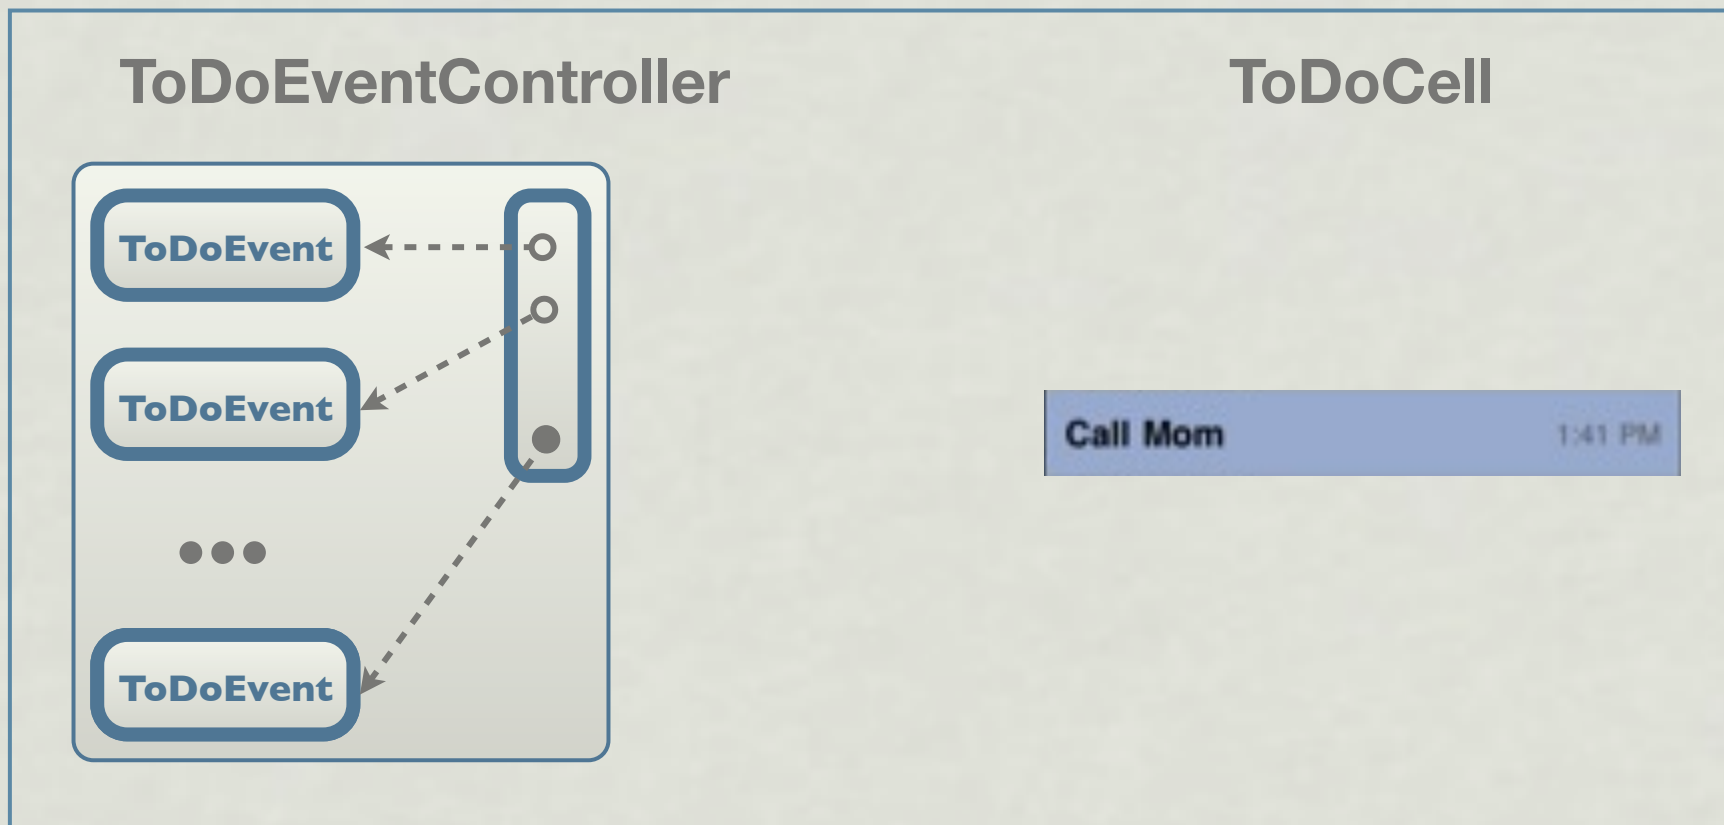 ToDoEventController
ToDoEvent
ToDoEvent
ToDoEvent
ToDoCell
Call Mom 1:41 PM